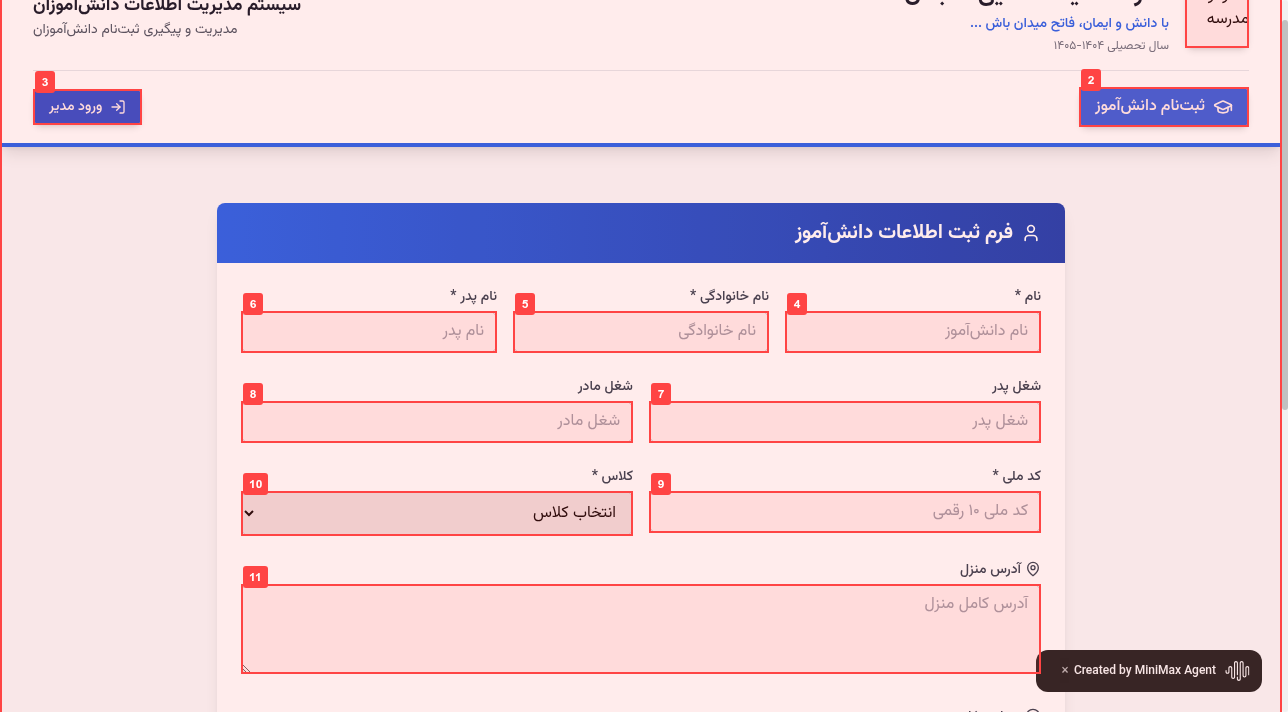 سیستم مدیریت اطلاعات دانش‌آموزان
مدیریت و پیگیری ثبت‌نام دانش‌آموزان
مدرسه
با دانش و ایمان، فاتح میدان باش ...
سال تحصیلی ۱۴۰۴-۱۴۰۵
2
ثبت‌نام دانش‌آموز
3
ورود مدیر
فرم ثبت اطلاعات دانش‌آموز
نام *
4
نام دانش‌آموز
نام خانوادگی *
5
نام خانوادگی
نام پدر *
6
نام پدر
شغل پدر
7
شغل پدر
شغل مادر
8
شغل مادر
کد ملی *
9
کد ملی ۱۰ رقمی
کلاس *
10
انتخاب کلاس
آدرس منزل
11
آدرس کامل منزل
× Created by MiniMax Agent